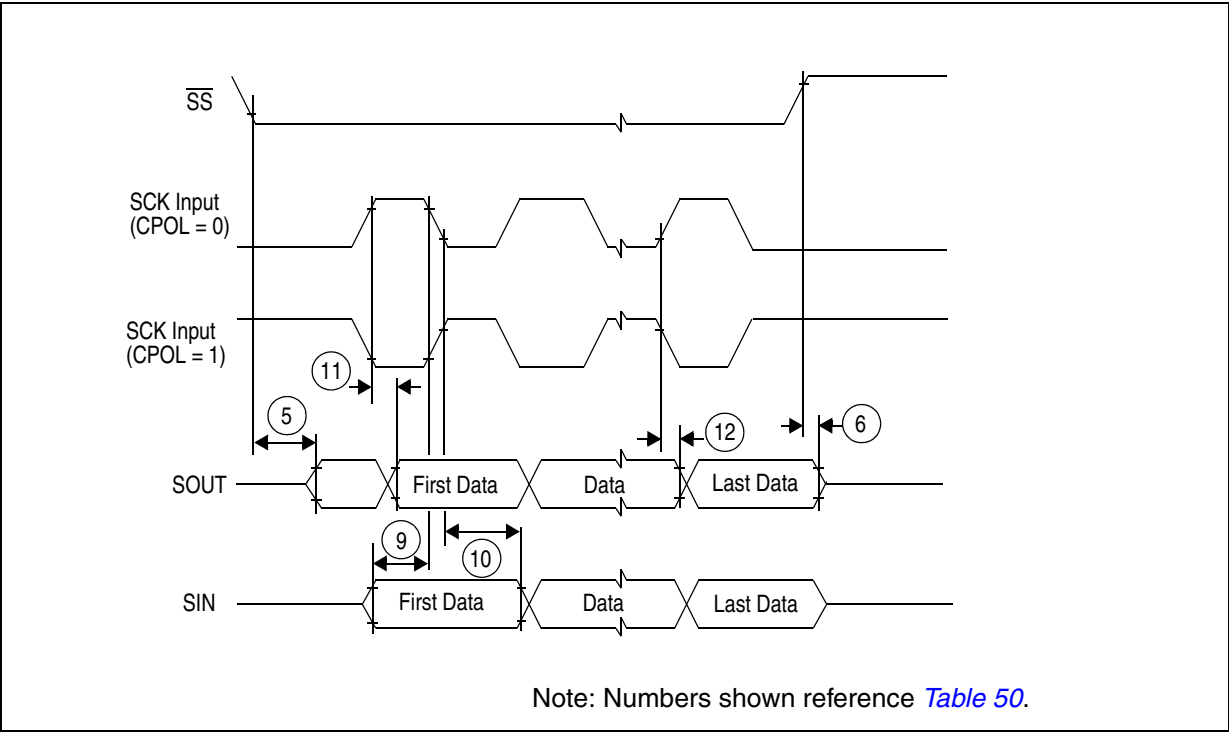 SS
SCK Input
(CPOL = 0)
SCK Input
(CPOL = 1)
11
5
12
6
SOUT
First Data
Data
Last Data
9
10
SIN
First Data
Data
Last Data
Note: Numbers shown reference Table 50.